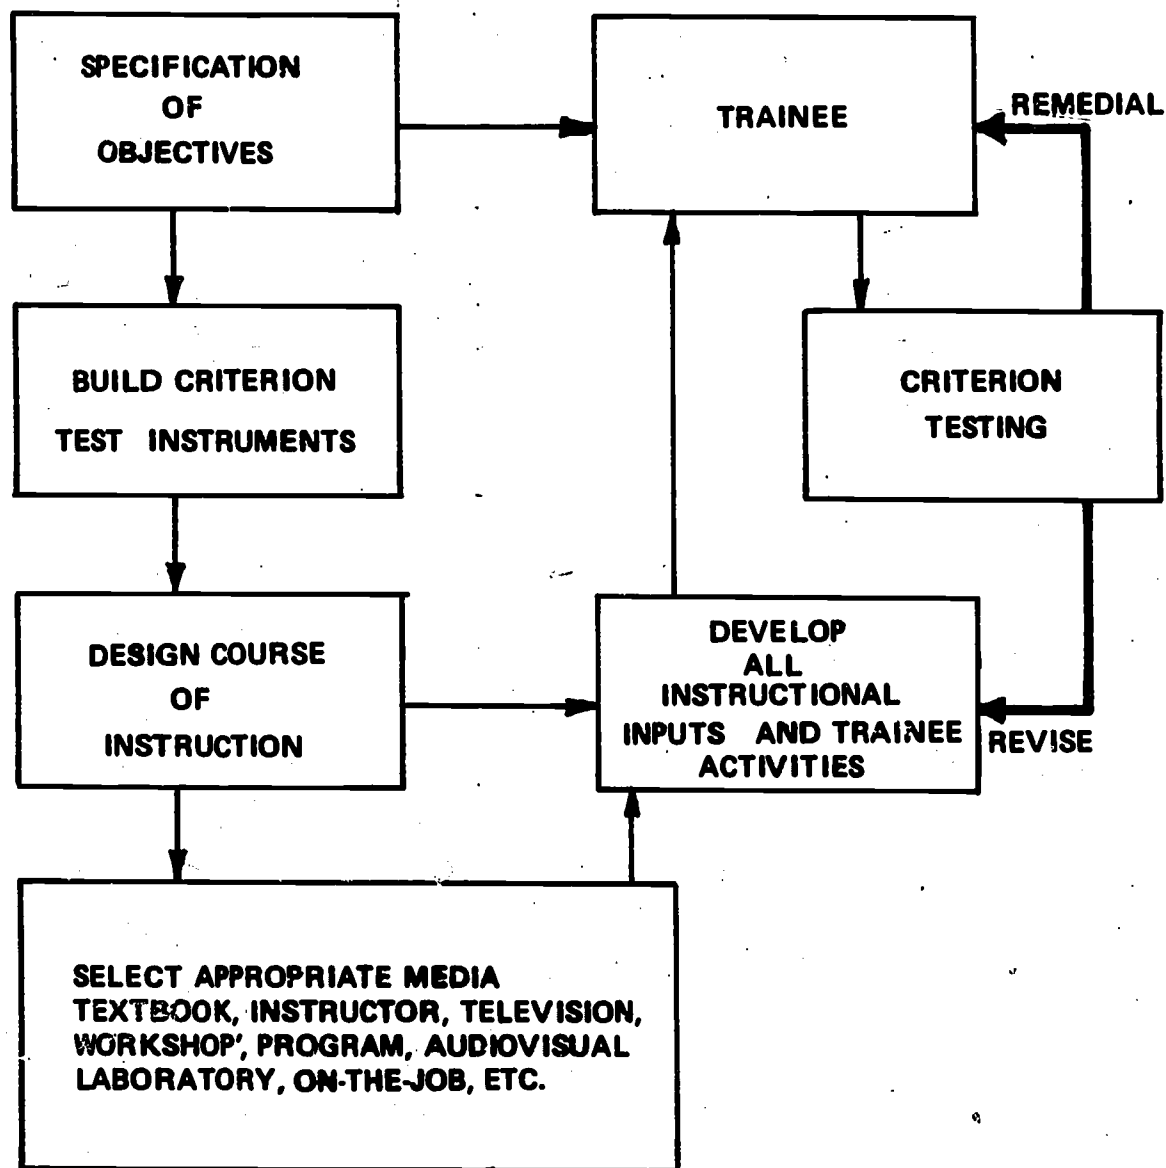 SPECIFICATION
OF
OBJECTIVES
TRAINEE
REMEDIAL
BUILD CRITERION
TEST INSTRUMENTS
CRITERION
TESTING
DESIGN COURSE
OF
INSTRUCTION
DEVELOP
ALL
INSTRUCTIONAL
INPUTS AND TRAINEE
ACTIVITIES
REVISE
SELECT APPROPRIATE MEDIA
TEXTBOOK, INSTRUCTOR, TELEVISION,
WORKSHOP', PROGRAM, AUDIOVISUAL
LABORATORY, ON-THE-JOB, ETC.